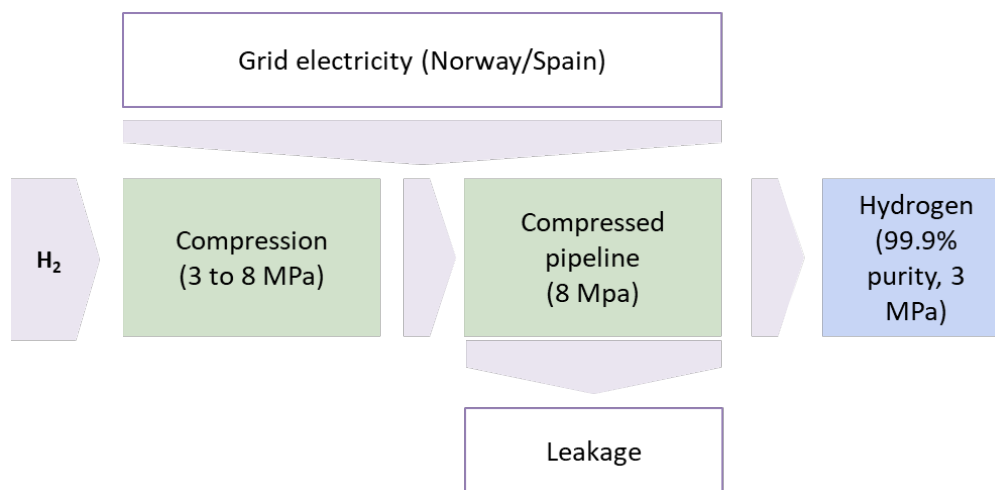 Grid electricity (Norway/Spain)
H₂
Compression
(3 to 8 MPa)
Compressed
pipeline
(8 Mpa)
Hydrogen
(99.9%
purity, 3
MPa)
Leakage